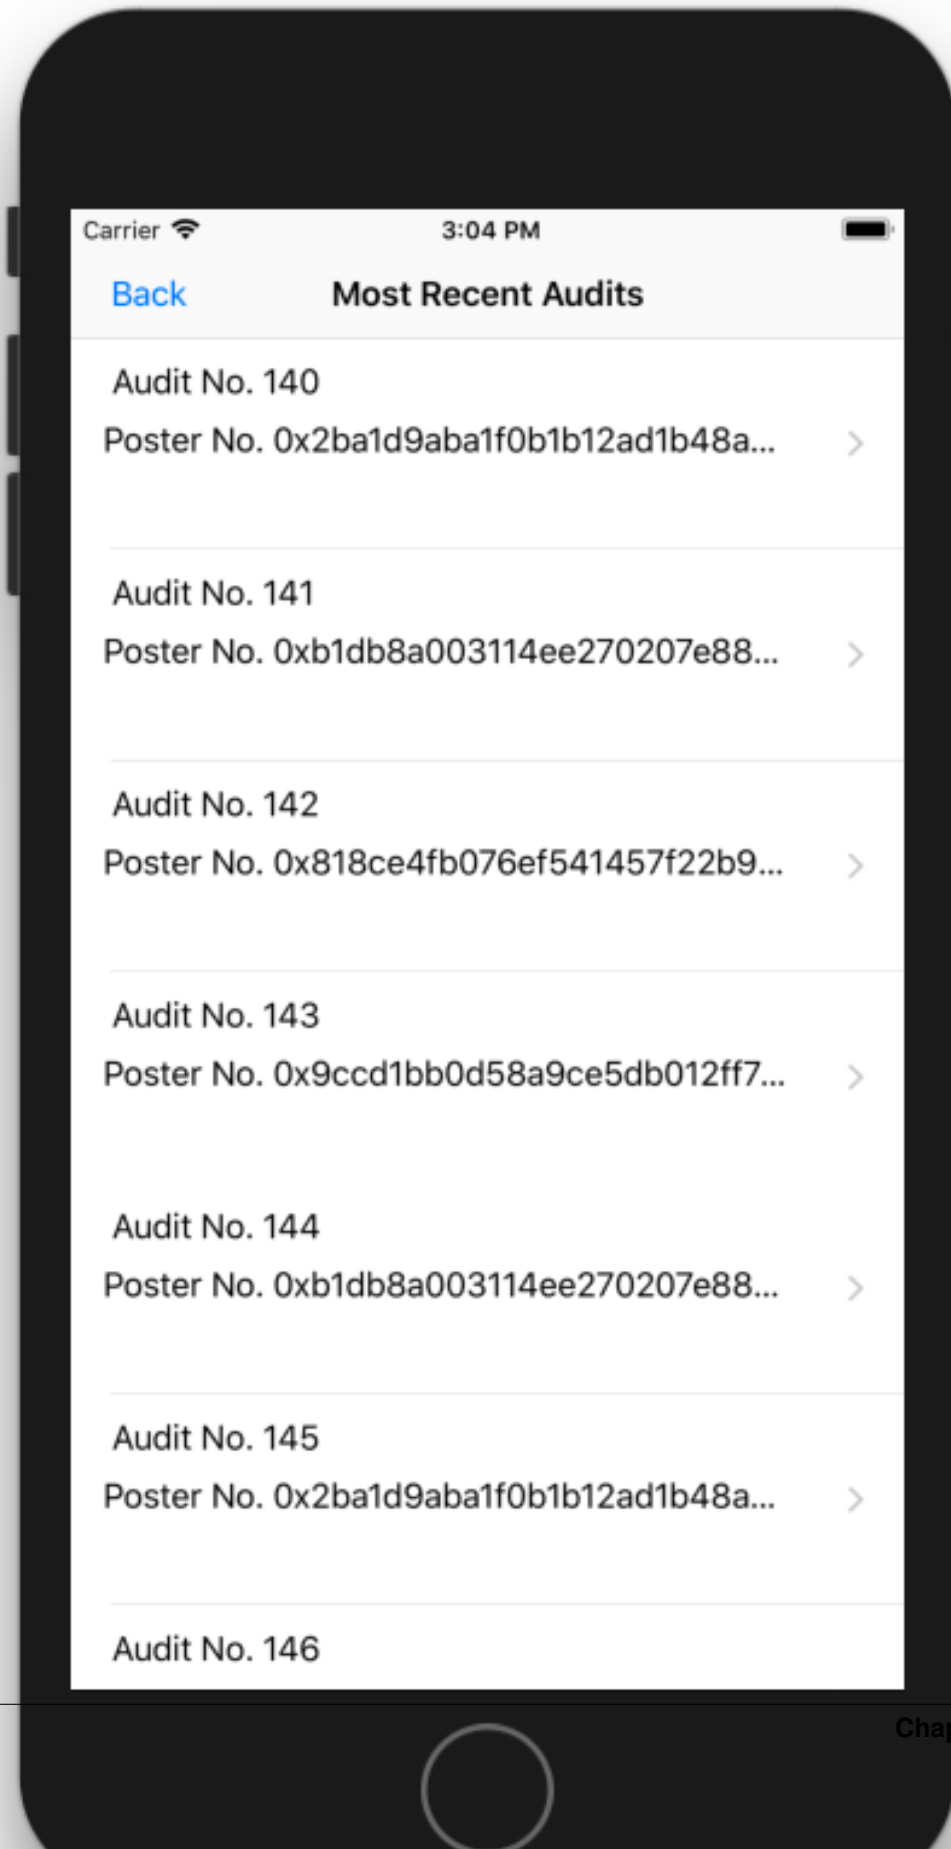 Carrier 3:04 PM
Back Most Recent Audits
Audit No. 140
Poster No. 0x2ba1d9aba1f0b1b12ad1b48a...
Audit No. 141
Poster No. 0xb1db8a003114ee270207e88...
Audit No. 142
Poster No. 0x818ce4fb076ef541457f22b9...
Audit No. 143
Poster No. 0x9ccd1bb0d58a9ce5db012ff7...
Audit No. 144
Poster No. 0xb1db8a003114ee270207e88...
Audit No. 145
Poster No. 0x2ba1d9aba1f0b1b12ad1b48a...
Audit No. 146
Chap